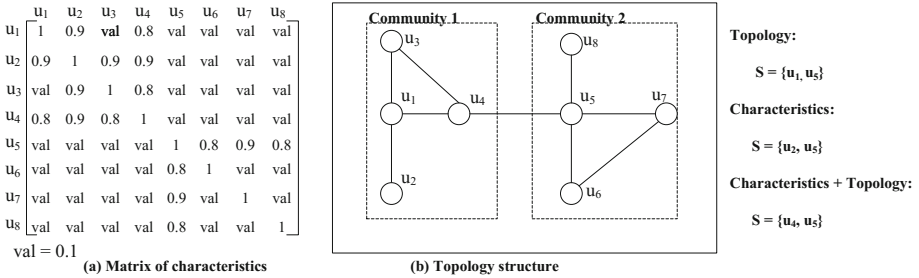 u1 u2 u3 u4 u5 u6 u7 u8
u1 1 0.9 val 0.8 val val val val
u2 0.9 1 0.9 0.9 val val val val
u3 val 0.9 1 0.8 val val val val
u4 0.8 0.9 0.8 1 val val val val
u5 val val val val 1 0.8 0.9 0.8
u6 val val val val 0.8 1 val val
u7 val val val val 0.9 val 1 val
u8 val val val val 0.8 val val 1
val = 0.1
(a) Matrix of characteristics
Community 1
Community 2
u3
u8
u1
u4
u5
u7
u2
u6
(b) Topology structure
Topology:
S = {u1, u5}
Characteristics:
S = {u2, u5}
Characteristics + Topology:
S = {u4, u5}